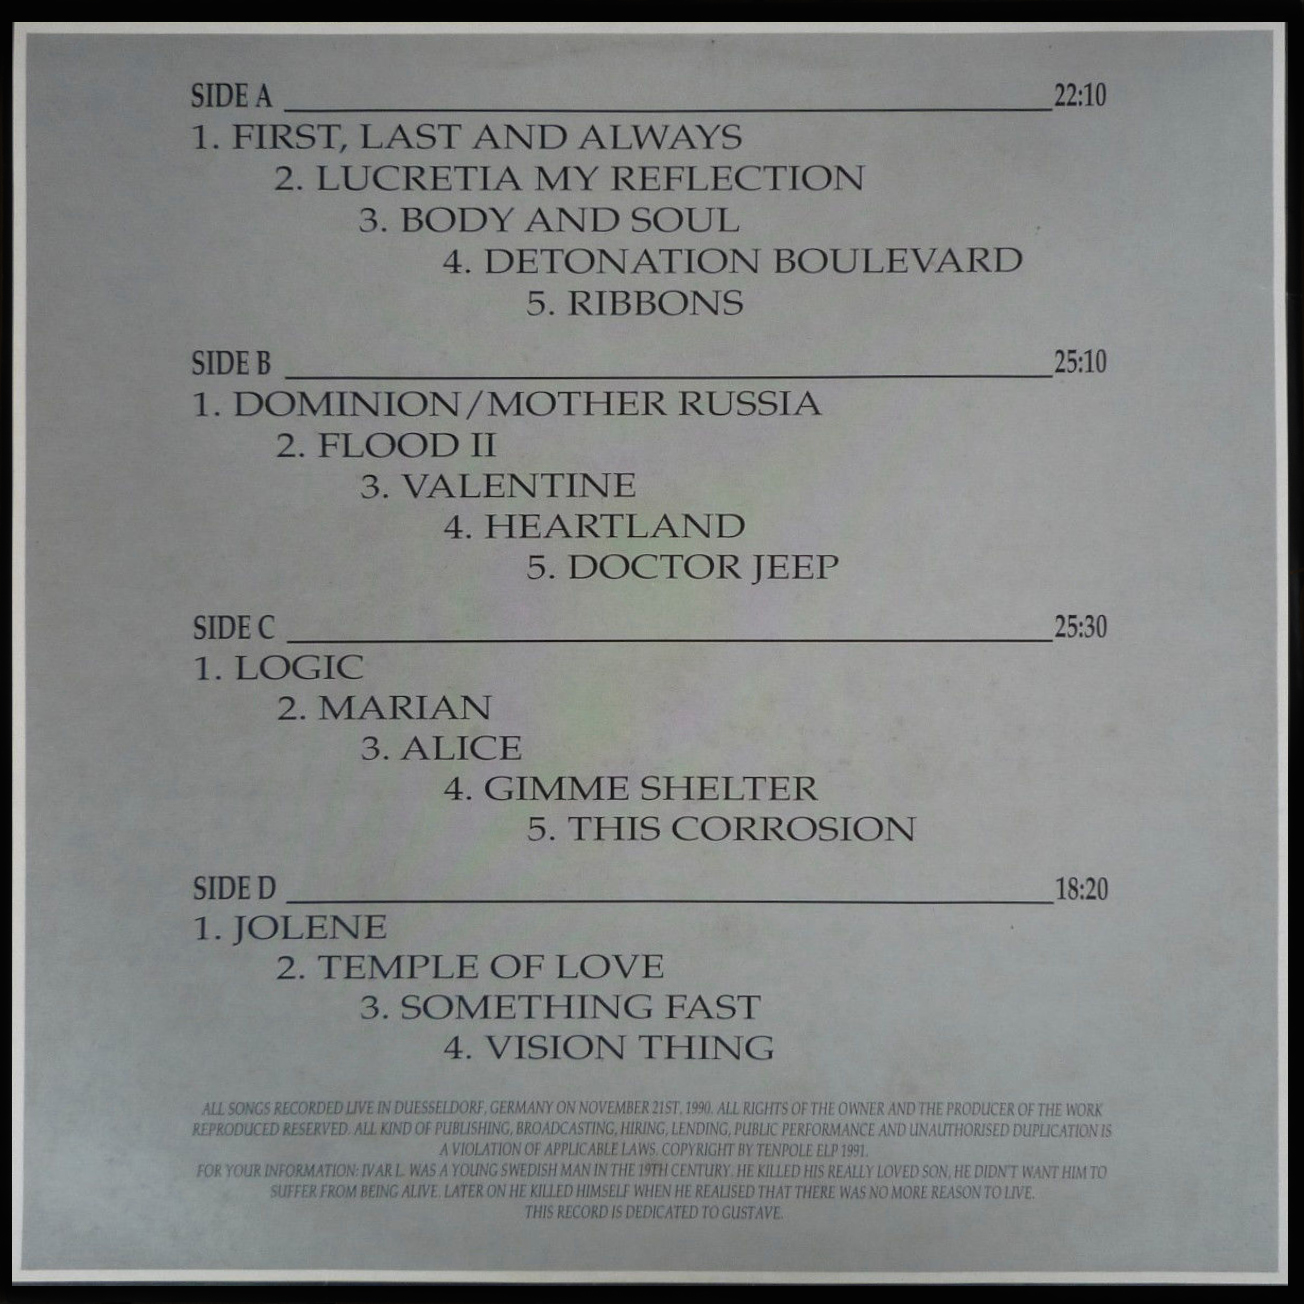 SIDE A 22:10
1. FIRST, LAST AND ALWAYS
2. LUCRETIA MY REFLECTION
3. BODY AND SOUL
4. DETONATION BOULEVARD
5. RIBBONS
SIDE B 25:10
1. DOMINION/MOTHER RUSSIA
2. FLOOD II
3. VALENTINE
4. HEARTLAND
5. DOCTOR JEEP
SIDE C 25:30
1. LOGIC
2. MARIAN
3. ALICE
4. GIMME SHELTER
5. THIS CORROSION
SIDE D 18:20
1. JOLENE
2. TEMPLE OF LOVE
3. SOMETHING FAST
4. VISION THING
ALL SONGS RECORDED LIVE IN DUESSELDORF, GERMANY ON NOVEMBER 21ST, 1990. ALL RIGHTS OF THE OWNER AND THE PRODUCER OF THE WORK
REPRODUCED RESERVED. ALL KIND OF PUBLISHING, BROADCASTING, HIRING, LENDING, PUBLIC PERFORMANCE AND UNAUTHORISED DUPLICATION IS
A VIOLATION OF APPLICABLE LAWS. COPYRIGHT BY TENPOLE ELP 1991.
FOR YOUR INFORMATION: IVAR L. WAS A YOUNG SWEDISH MAN IN THE 19TH CENTURY. HE KILLED HIS REALLY LOVED SON, HE DIDN'T WANT HIM TO
SUFFER FROM BEING ALIVE. LATER ON HE KILLED HIMSELF WHEN HE REALISED THAT THERE WAS NO MORE REASON TO LIVE.
THIS RECORD IS DEDICATED TO GUSTAVE.